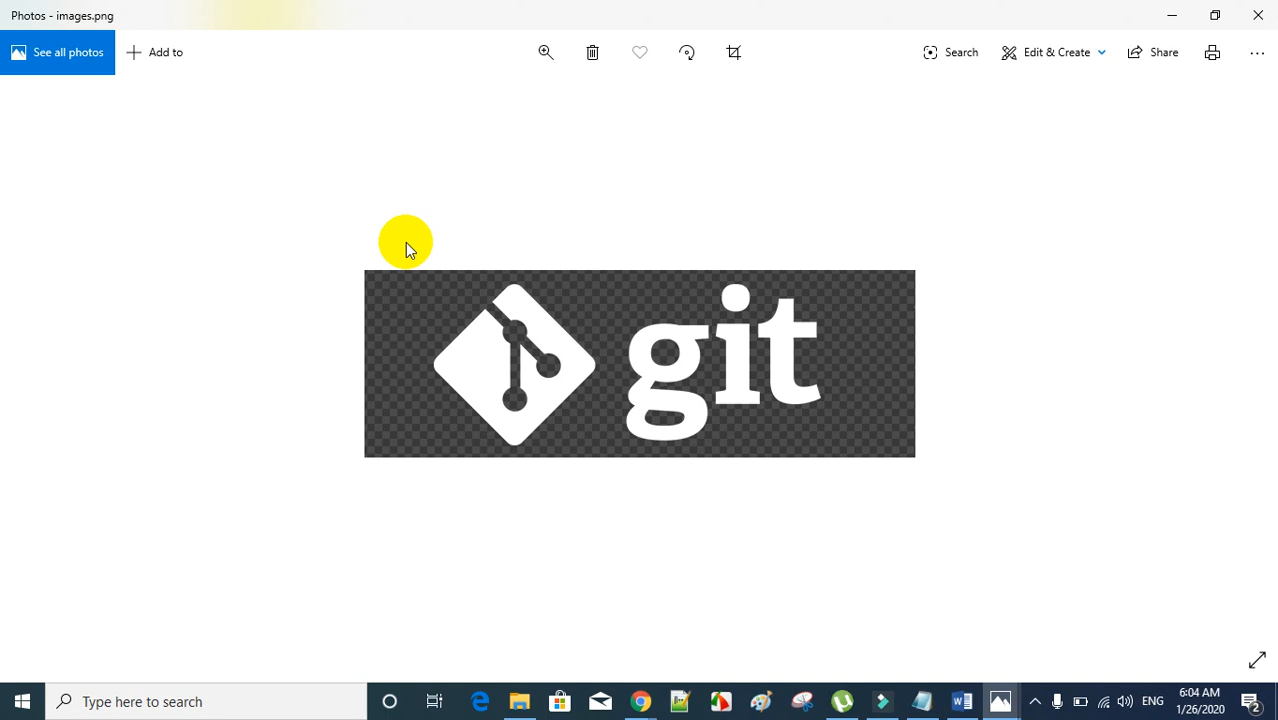 Photos - images.png
See all photos
Add to
Search
Edit & Create
Share
git
Type here to search
ENG
6:04 AM
1/26/2020
2